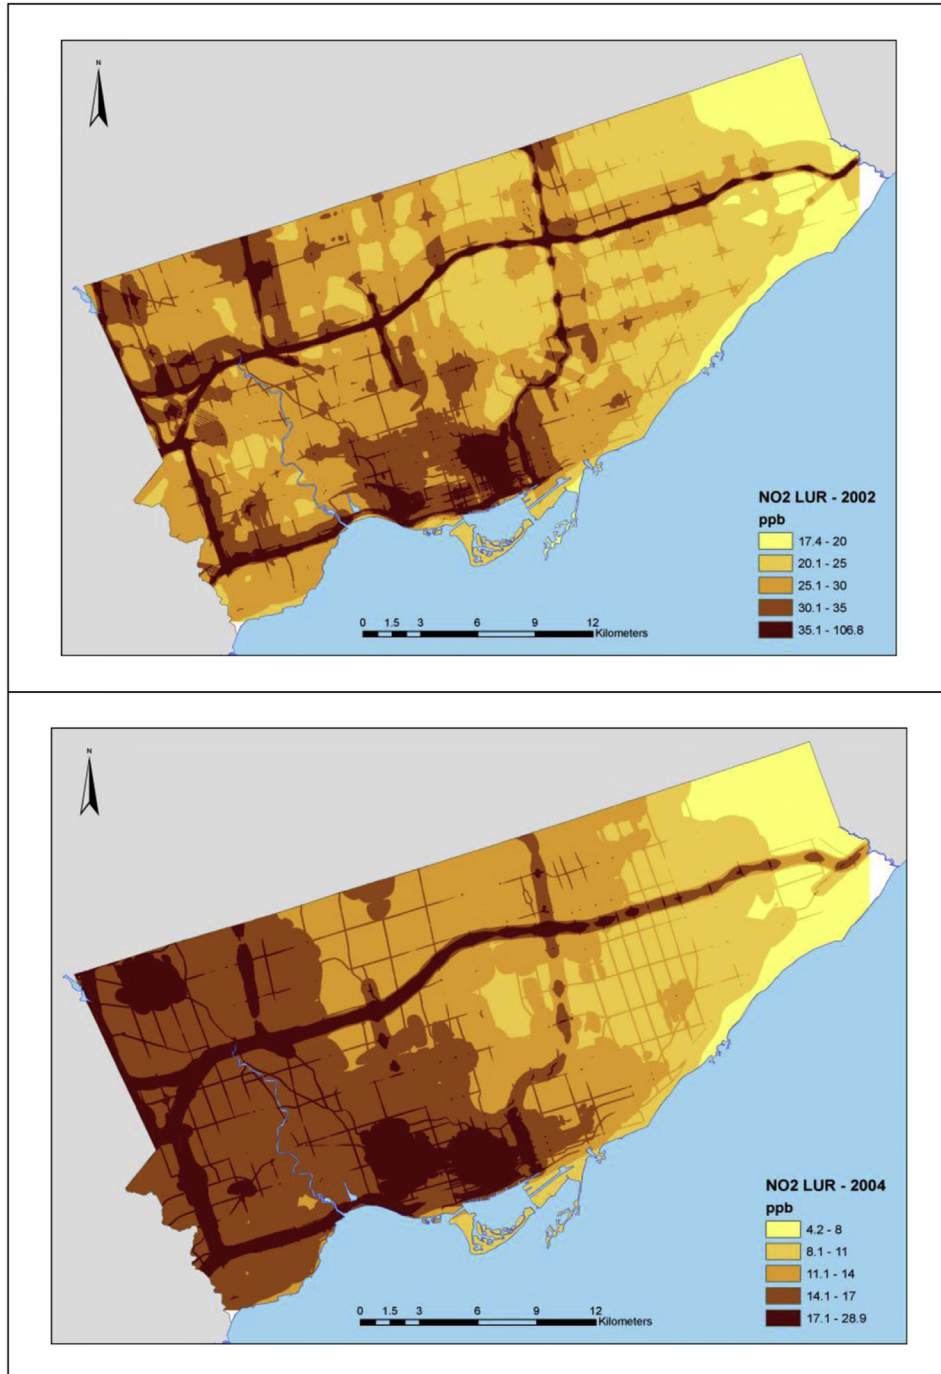 N
NO2 LUR - 2002
ppb
17.4 - 20
20.1 - 25
25.1 - 30
30.1 - 35
35.1 - 106.8
0 1.5 3 6 9 12
Kilometers
N
NO2 LUR - 2004
ppb
4.2 - 8
8.1 - 11
11.1 - 14
14.1 - 17
17.1 - 28.9
0 1.5 3 6 9 12
Kilometers